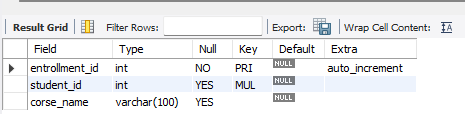 Result Grid Filter Rows: Export: Wrap Cell Content: IA
Field Type Null Key Default Extra
entrollment_id int NO PRI NULL auto_increment
student_id int YES MUL NULL
corse_name varchar(100) YES NULL